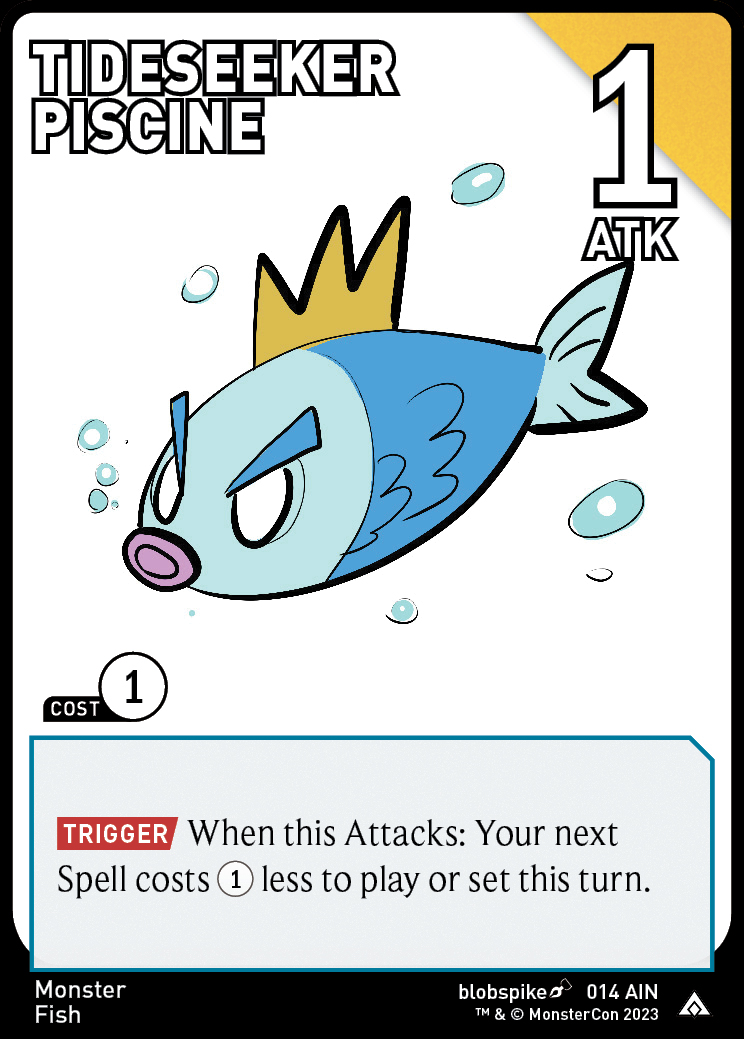 TIDESEEKER
PISCINE
1
ATK
COST 1
TRIGGER When this Attacks: Your next
Spell costs 1 less to play or set this turn.
Monster
Fish
blobspike 014 AIN
™ & © MonsterCon 2023